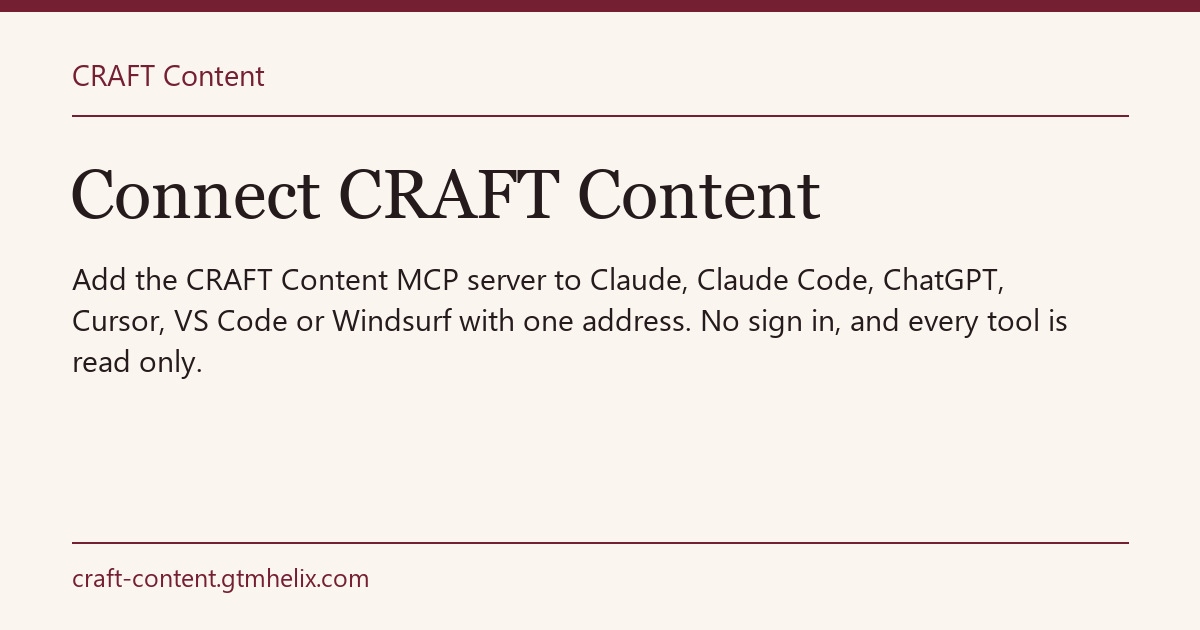 CRAFT Content
Connect CRAFT Content
Add the CRAFT Content MCP server to Claude, Claude Code, ChatGPT,
Cursor, VS Code or Windsurf with one address. No sign in, and every tool is
read only.
craft-content.gtmhelix.com